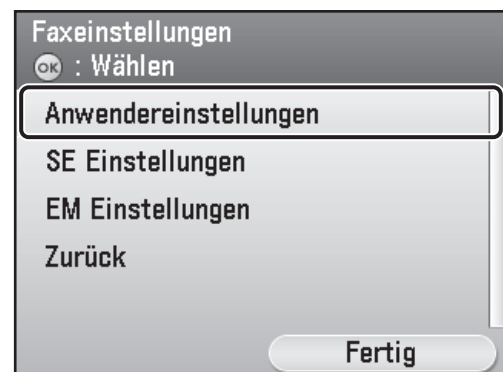 Faxeinstellungen
OK : Wählen
Anwendereinstellungen
SE Einstellungen
EM Einstellungen
Zurück
Fertig